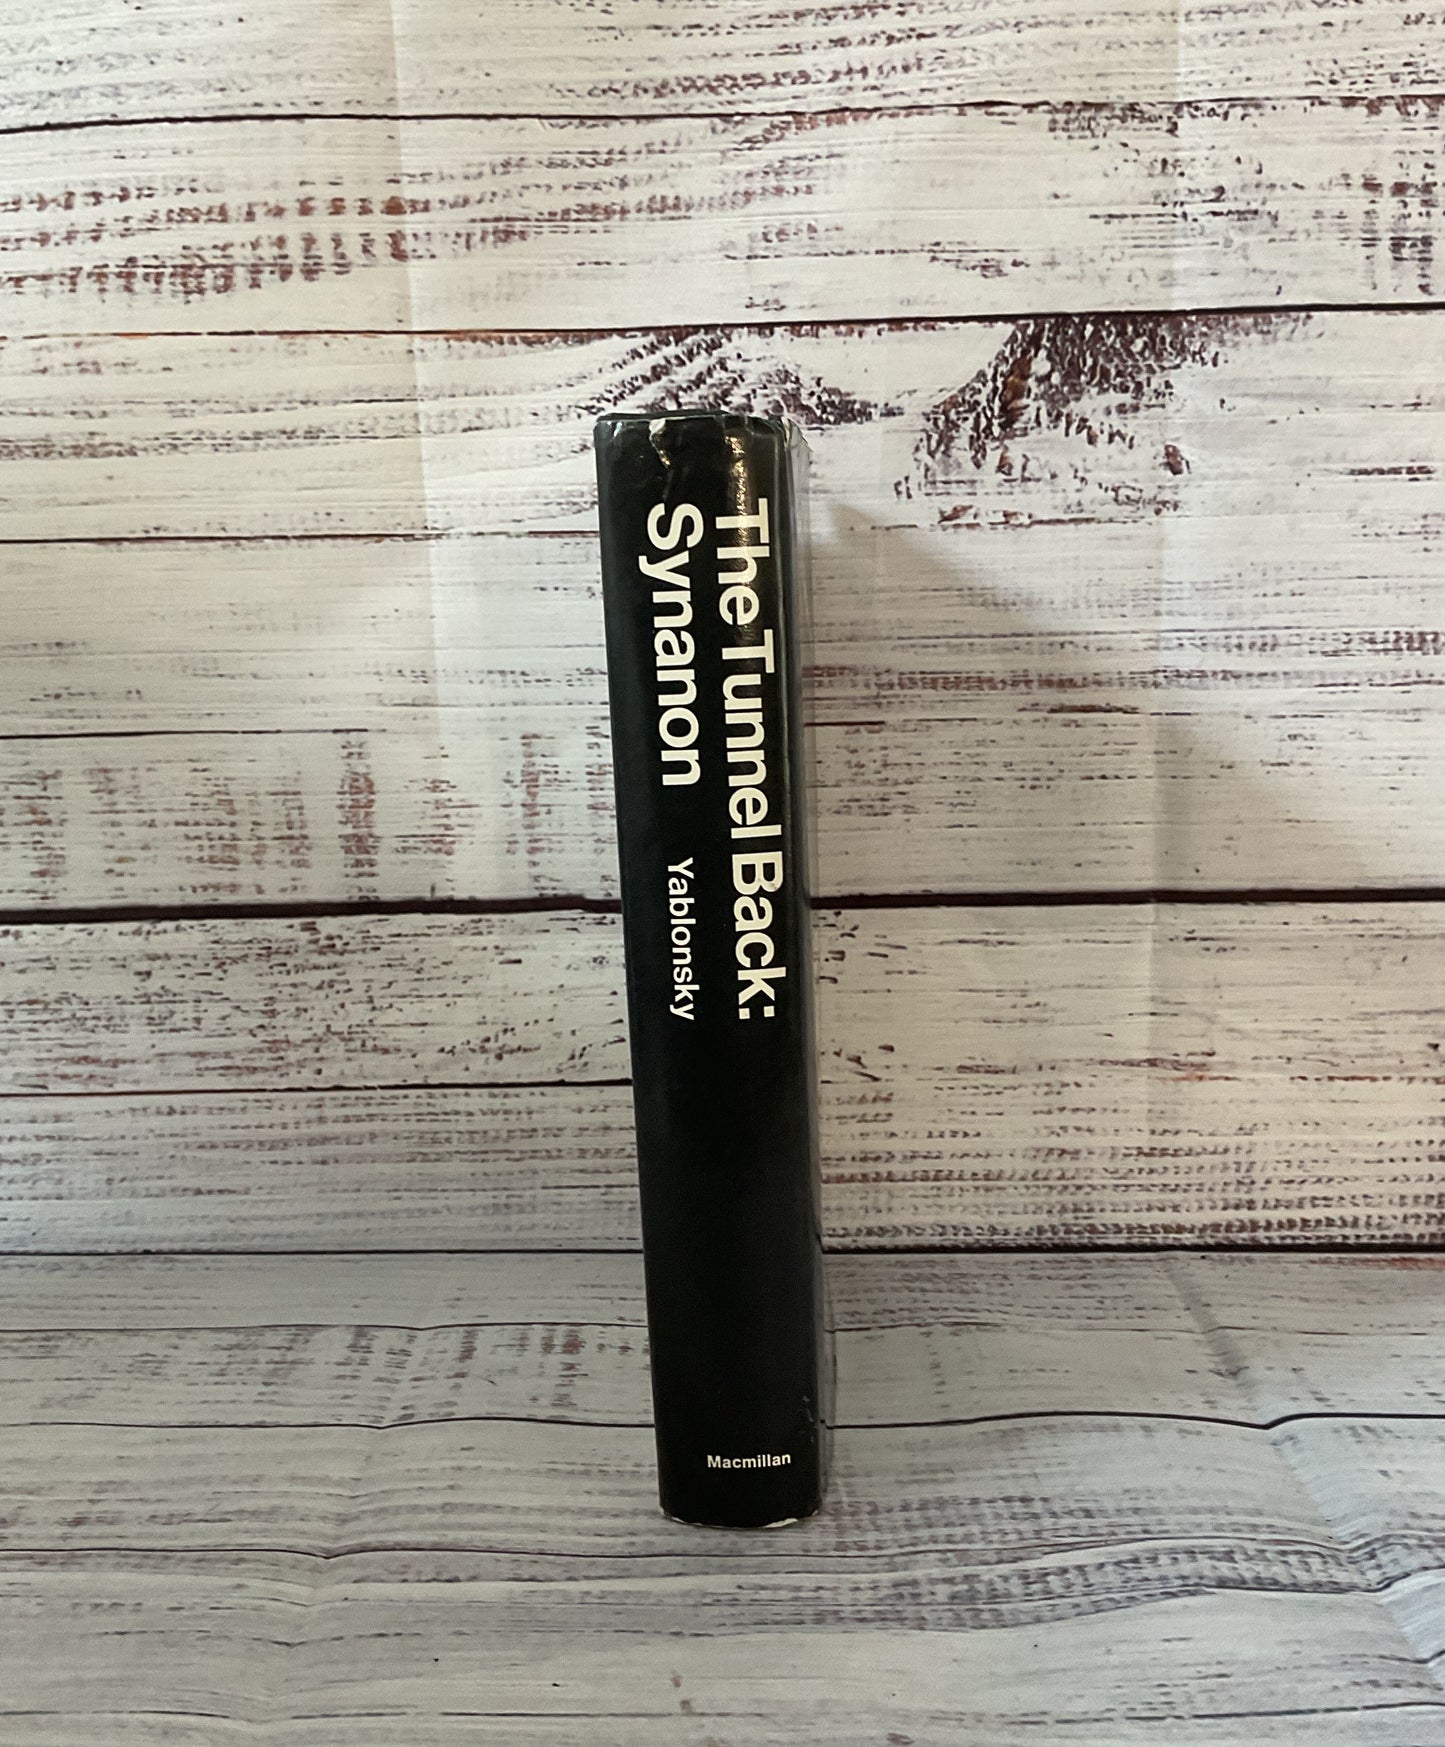 The Tunnel Back:
Synanon Yablonsky
Macmillan